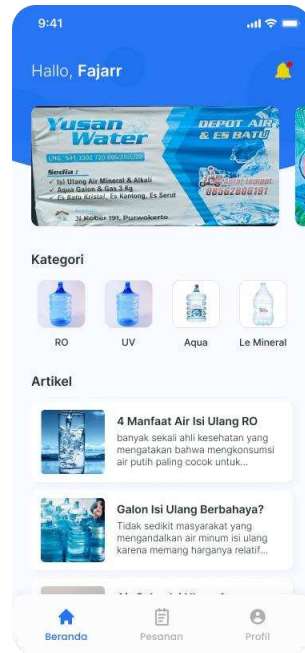 9:41
Hallo, Fajarr
Yusan
Water
DEPOT AIR
& ES BATU
Sedia :
✓ Isi Ulang Air Mineral & Alkali
✓ Aqua Galon & Gas 3 Kg
✓ Es Batu Kristal, Es Kantong, Es Serut
Antar Jemput
Jl Kober 191, Purwokerto
Kategori
RO
UV
Aqua
Le Mineral
Artikel
4 Manfaat Air Isi Ulang RO
banyak sekali ahli kesehatan yang
mengatakan bahwa mengkonsumsi
air putih paling cocok untuk...
Galon Isi Ulang Berbahaya?
Tidak sedikit masyarakat yang
mengandalkan air minum isi ulang
karena memang harganya relatif...
Beranda
Pesanan
Profil